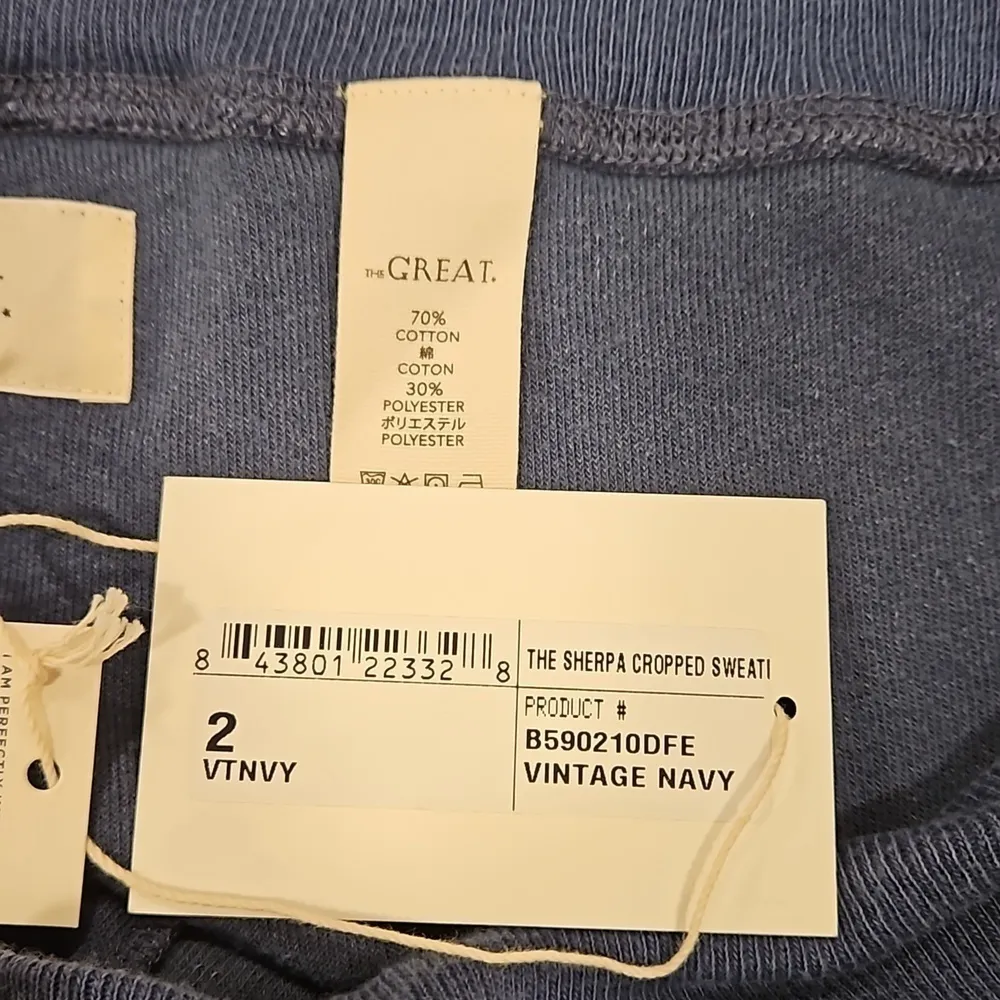 THE GREAT.
70%
COTTON
綿
COTON
30%
POLYESTER
ポリエステル
POLYESTER
30C
8 43801 22332 8
THE SHERPA CROPPED SWEATI
2
VTNVY
PRODUCT #
B590210DFE
VINTAGE NAVY
I AM PERFECTLY